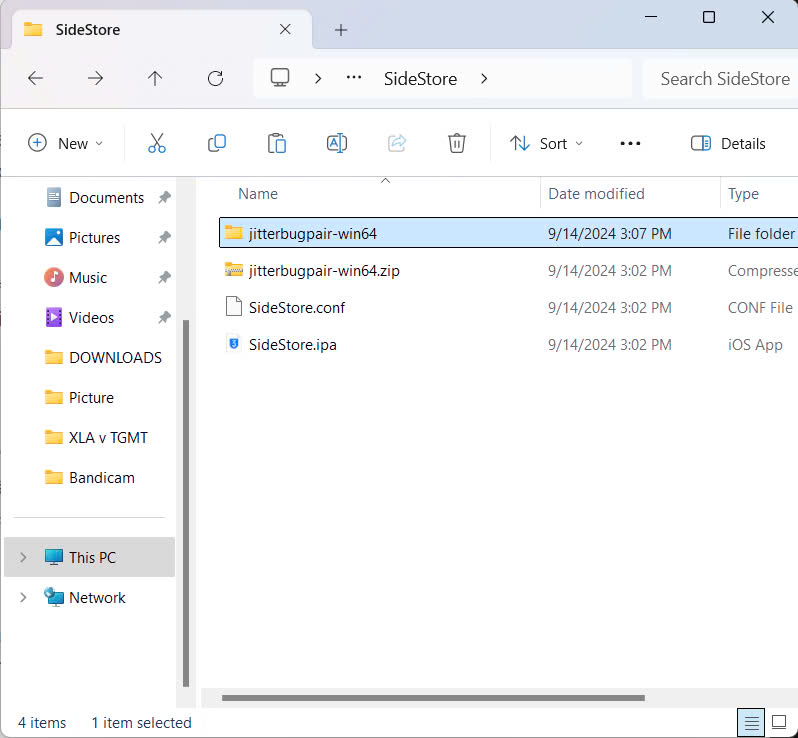 SideStore
SideStore
Search SideStore
New
Sort
Details
Name
Date modified
Type
Documents
Pictures
Music
Videos
DOWNLOADS
Picture
XLA v TGMT
Bandicam
This PC
Network
jitterbugpair-win64 9/14/2024 3:07 PM File folder
jitterbugpair-win64.zip 9/14/2024 3:02 PM Compresse
SideStore.conf 9/14/2024 3:02 PM CONF File
SideStore.ipa 9/14/2024 3:02 PM iOS App
4 items 1 item selected